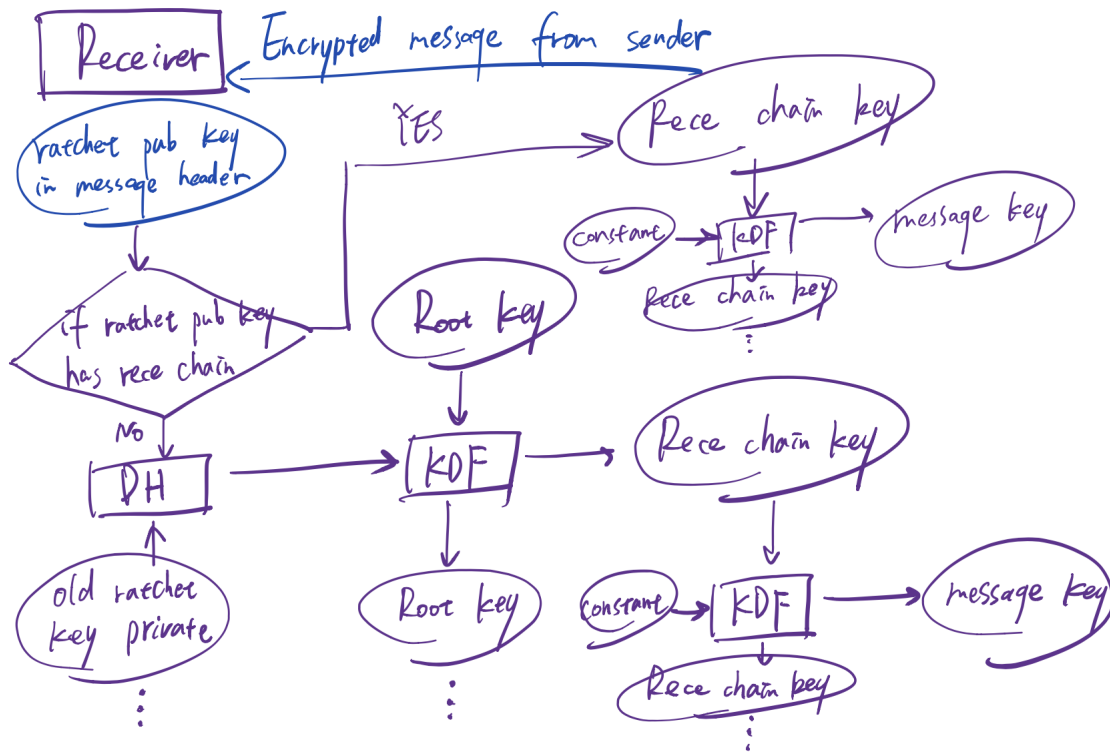 Receiver
Encrypted message from sender
ratchet pub key
in message header
YES
Rece chain key
constant
KDF
message key
Rece chain key
if ratchet pub key
has rece chain
Root key
No
DH
KDF
Rece chain key
old ratchet
key private
Root key
constant
KDF
message key
Rece chain key